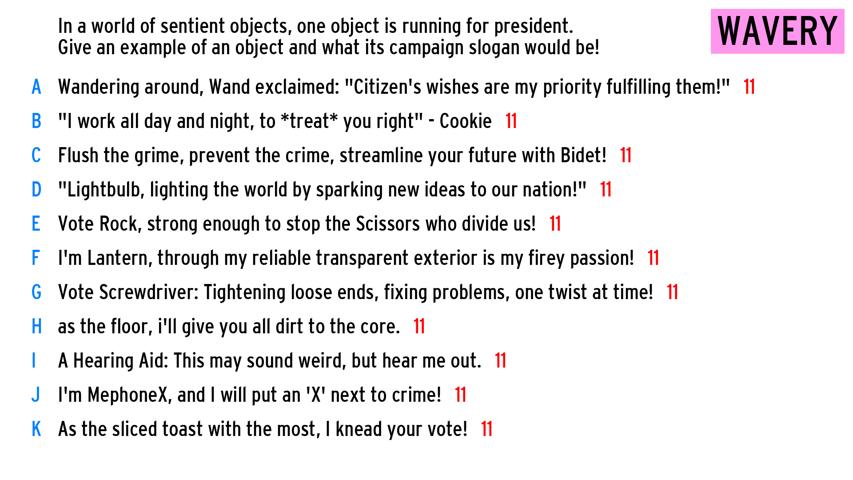 In a world of sentient objects, one object is running for president.
Give an example of an object and what its campaign slogan would be!
WAVERY
A Wandering around, Wand exclaimed: "Citizen's wishes are my priority fulfilling them!" 11
B "I work all day and night, to *treat* you right" - Cookie 11
C Flush the grime, prevent the crime, streamline your future with Bidet! 11
D "Lightbulb, lighting the world by sparking new ideas to our nation!" 11
E Vote Rock, strong enough to stop the Scissors who divide us! 11
F I'm Lantern, through my reliable transparent exterior is my firey passion! 11
G Vote Screwdriver: Tightening loose ends, fixing problems, one twist at time! 11
H as the floor, i'll give you all dirt to the core. 11
I A Hearing Aid: This may sound weird, but hear me out. 11
J I'm MephoneX, and I will put an 'X' next to crime! 11
K As the sliced toast with the most, I knead your vote! 11